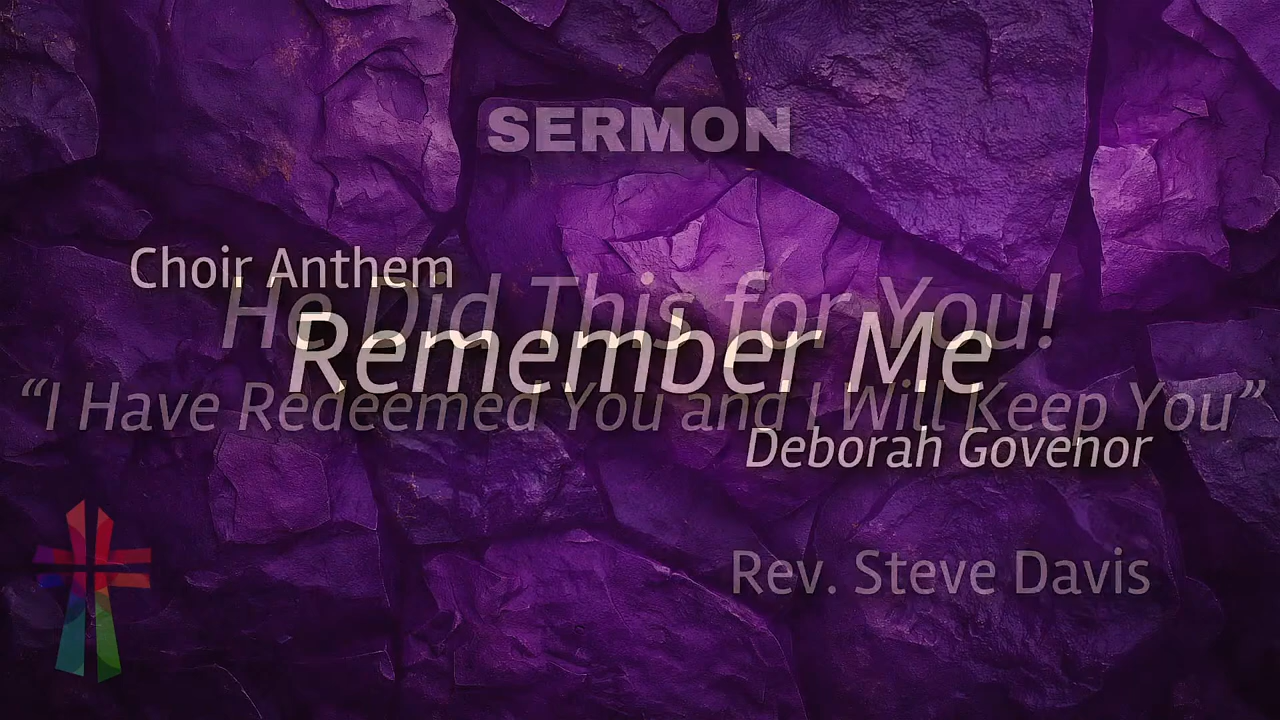 SERMON
Choir Anthem
He Did This for You!
Remember Me
“I Have Redeemed You and I Will Keep You”
Deborah Govenor
Rev. Steve Davis